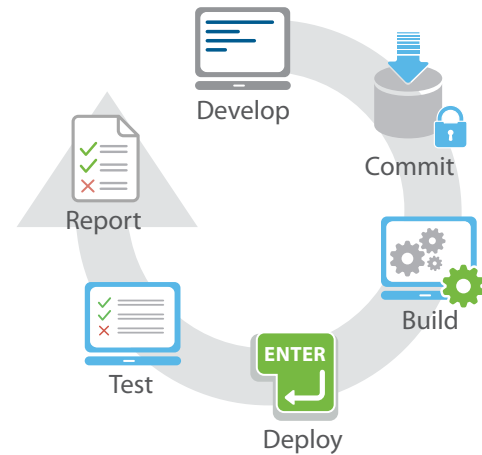 Develop
Commit
Build
ENTER
Deploy
Test
Report